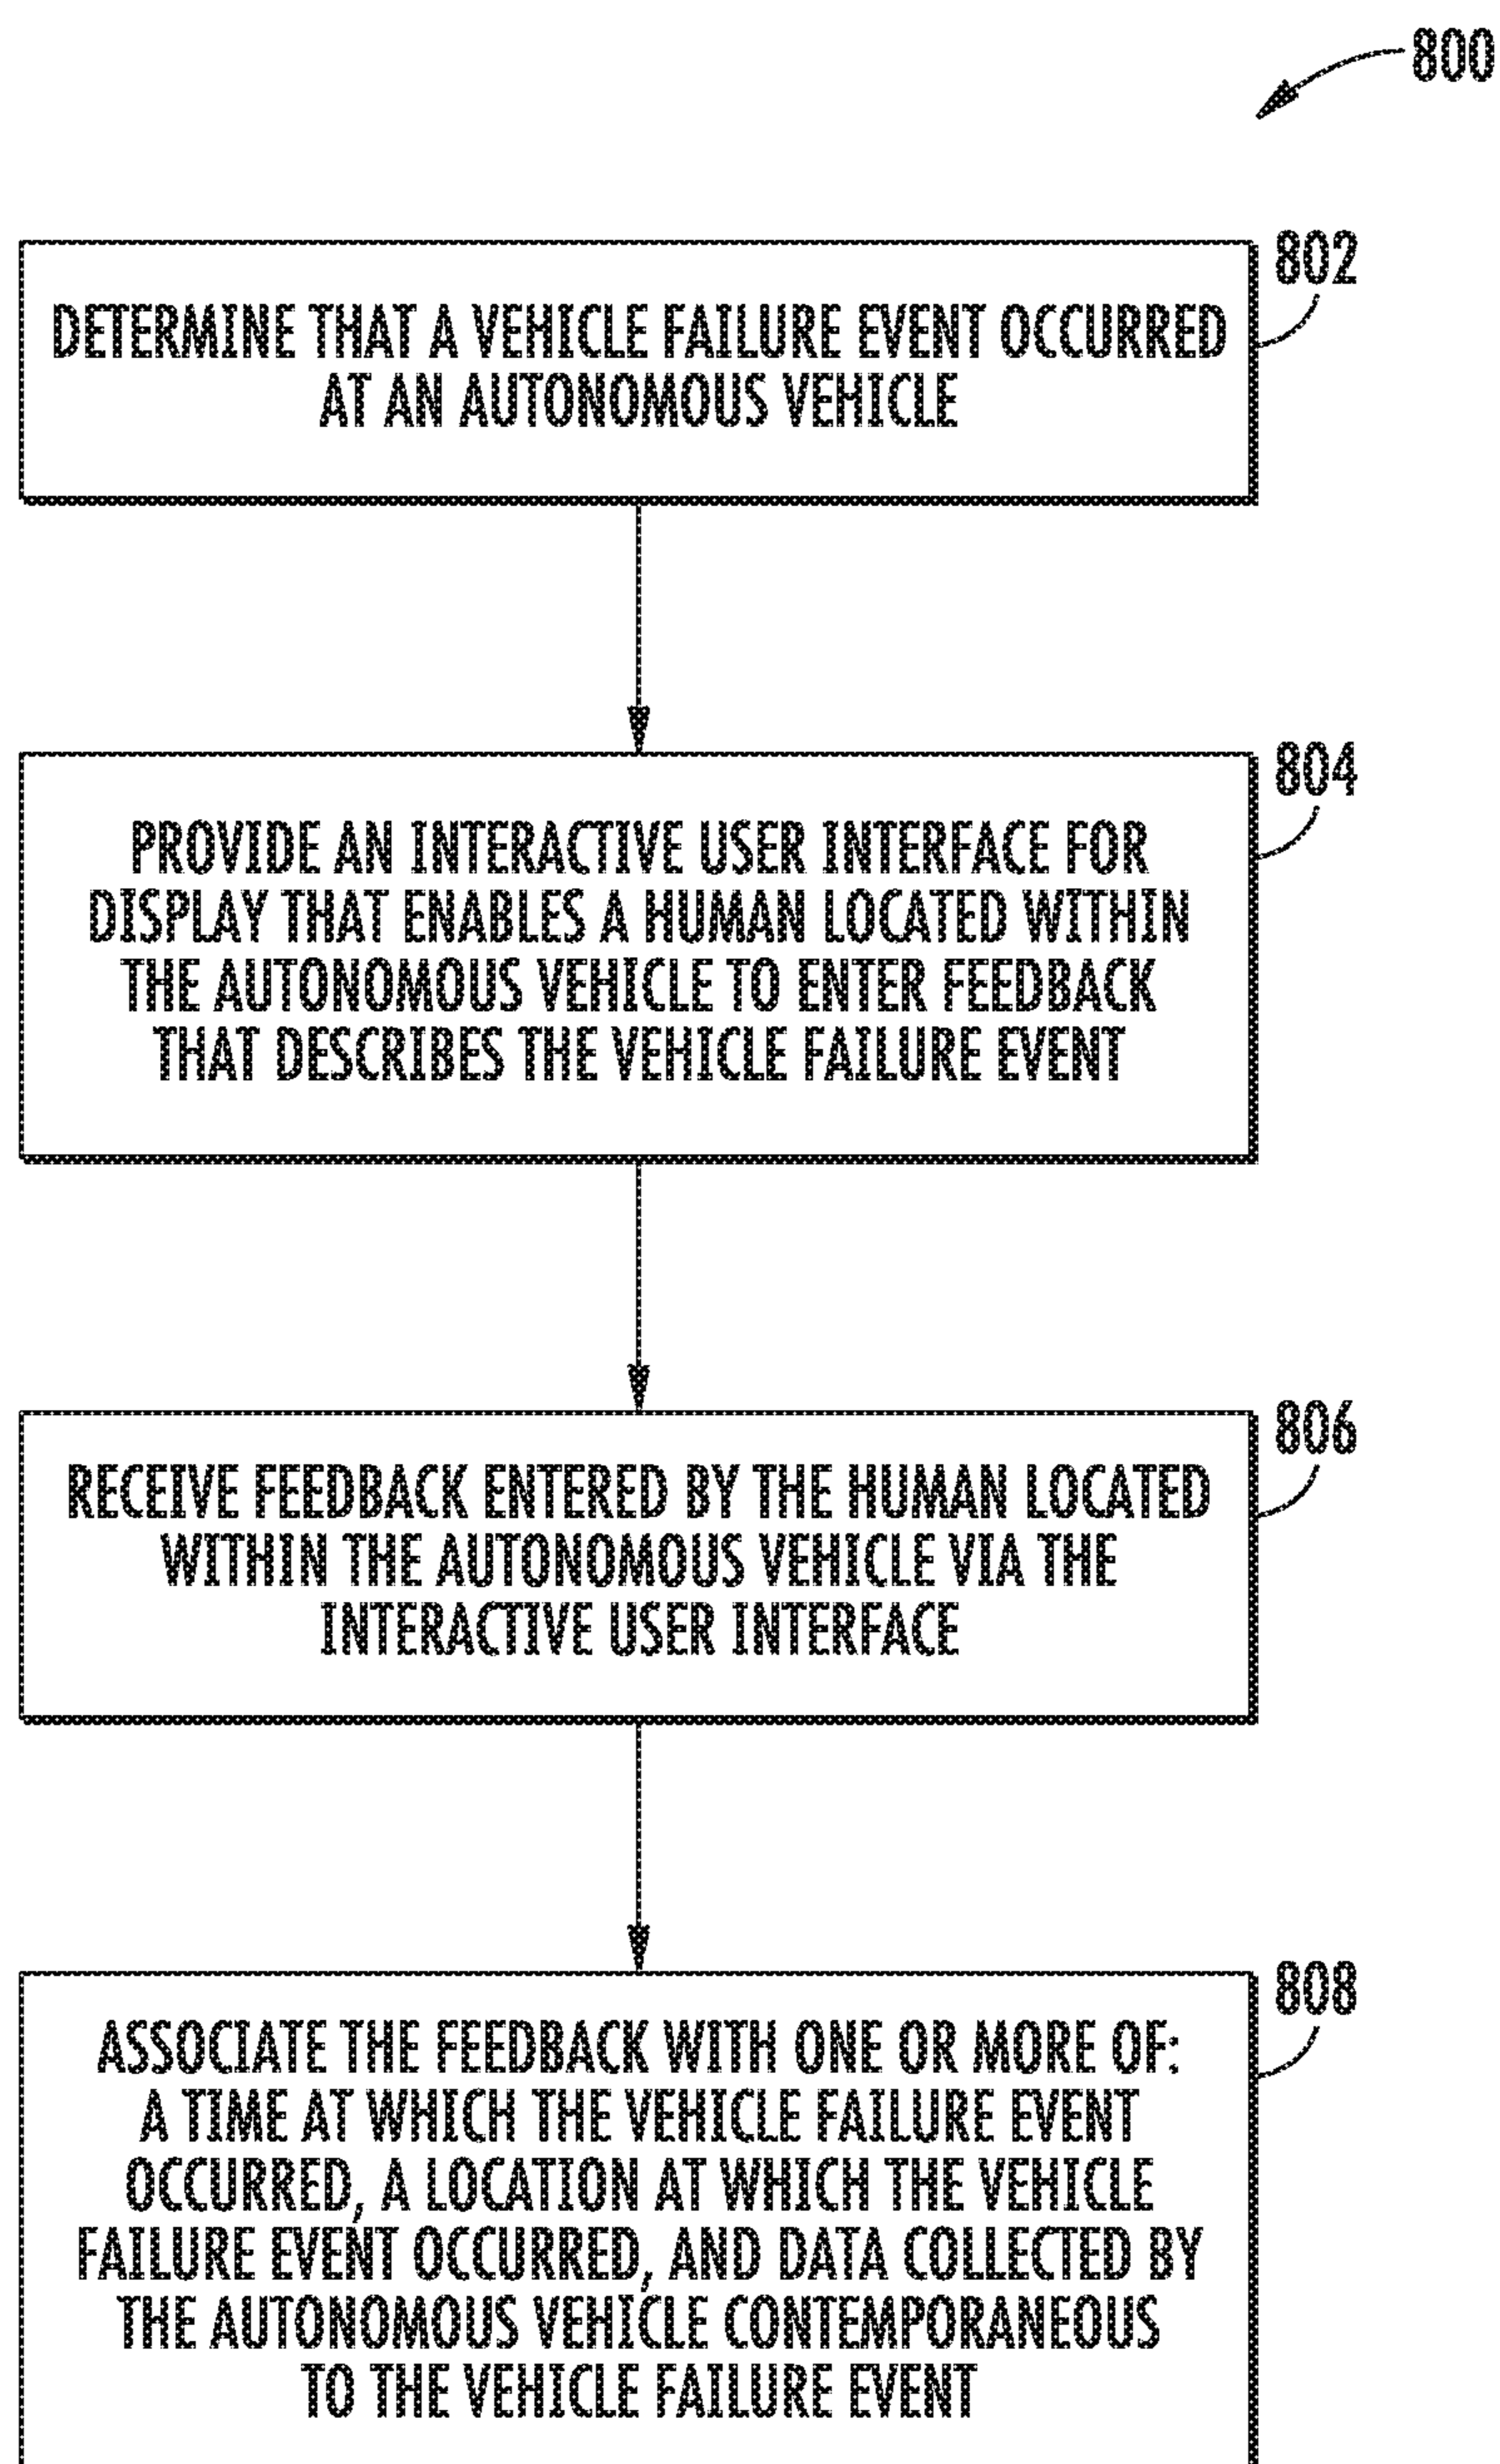 800
802
DETERMINE THAT A VEHICLE FAILURE EVENT OCCURRED
AT AN AUTONOMOUS VEHICLE
804
PROVIDE AN INTERACTIVE USER INTERFACE FOR
DISPLAY THAT ENABLES A HUMAN LOCATED WITHIN
THE AUTONOMOUS VEHICLE TO ENTER FEEDBACK
THAT DESCRIBES THE VEHICLE FAILURE EVENT
806
RECEIVE FEEDBACK ENTERED BY THE HUMAN LOCATED
WITHIN THE AUTONOMOUS VEHICLE VIA THE
INTERACTIVE USER INTERFACE
808
ASSOCIATE THE FEEDBACK WITH ONE OR MORE OF:
A TIME AT WHICH THE VEHICLE FAILURE EVENT
OCCURRED, A LOCATION AT WHICH THE VEHICLE
FAILURE EVENT OCCURRED, AND DATA COLLECTED BY
THE AUTONOMOUS VEHICLE CONTEMPORANEOUS
TO THE VEHICLE FAILURE EVENT